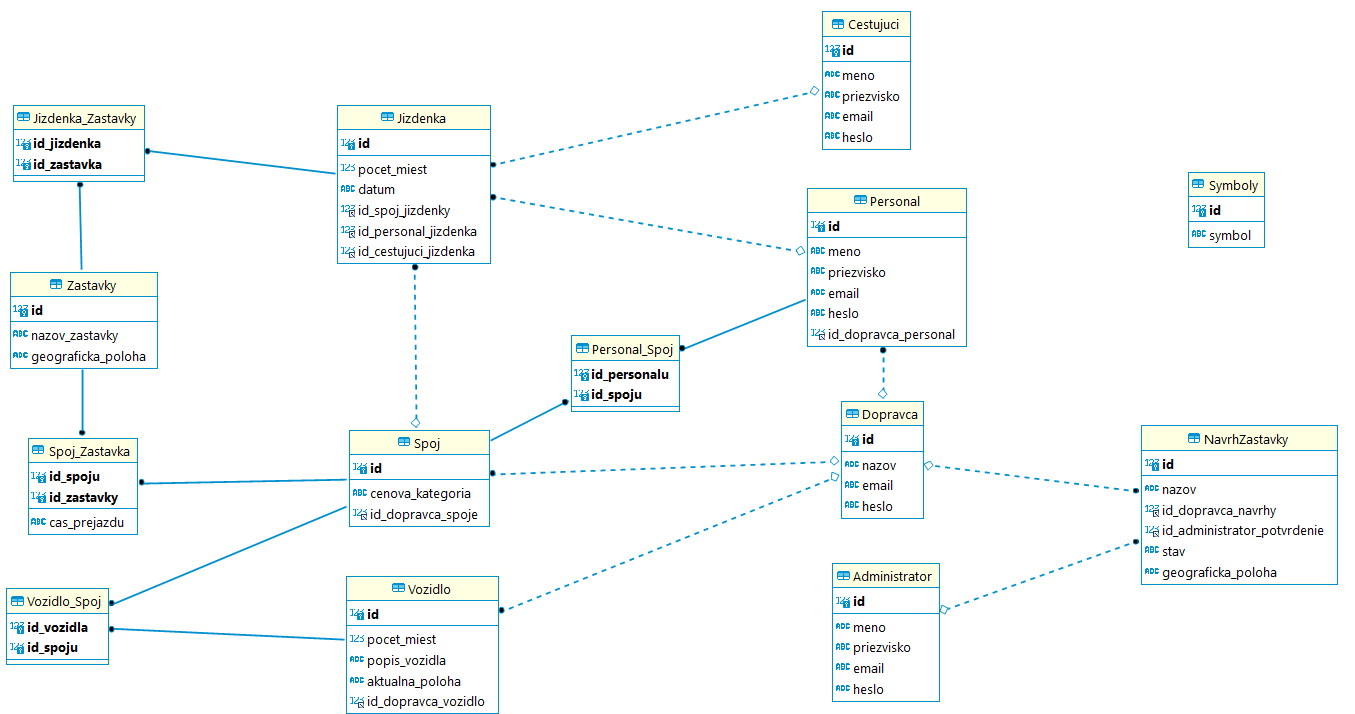 Cestujuci
id
meno
priezvisko
email
heslo
Jizdenka_Zastavky
id_jizdenka
id_zastavka
Jizdenka
id
pocet_miest
datum
id_spoj_jizdenky
id_personal_jizdenka
id_cestujuci_jizdenka
Personal
id
meno
priezvisko
email
heslo
id_dopravca_personal
Symboly
id
symbol
Zastavky
id
nazov_zastavky
geograficka_poloha
Personal_Spoj
id_personalu
id_spoju
Spoj_Zastavka
id_spoju
id_zastavky
cas_prejazdu
Spoj
id
cenova_kategoria
id_dopravca_spoje
Dopravca
id
nazov
email
heslo
NavrhZastavky
id
nazov
id_dopravca_navrhy
id_administrator_potvrdenie
stav
geograficka_poloha
Vozidlo_Spoj
id_vozidla
id_spoju
Vozidlo
id
pocet_miest
popis_vozidla
aktualna_poloha
id_dopravca_vozidlo
Administrator
id
meno
priezvisko
email
heslo